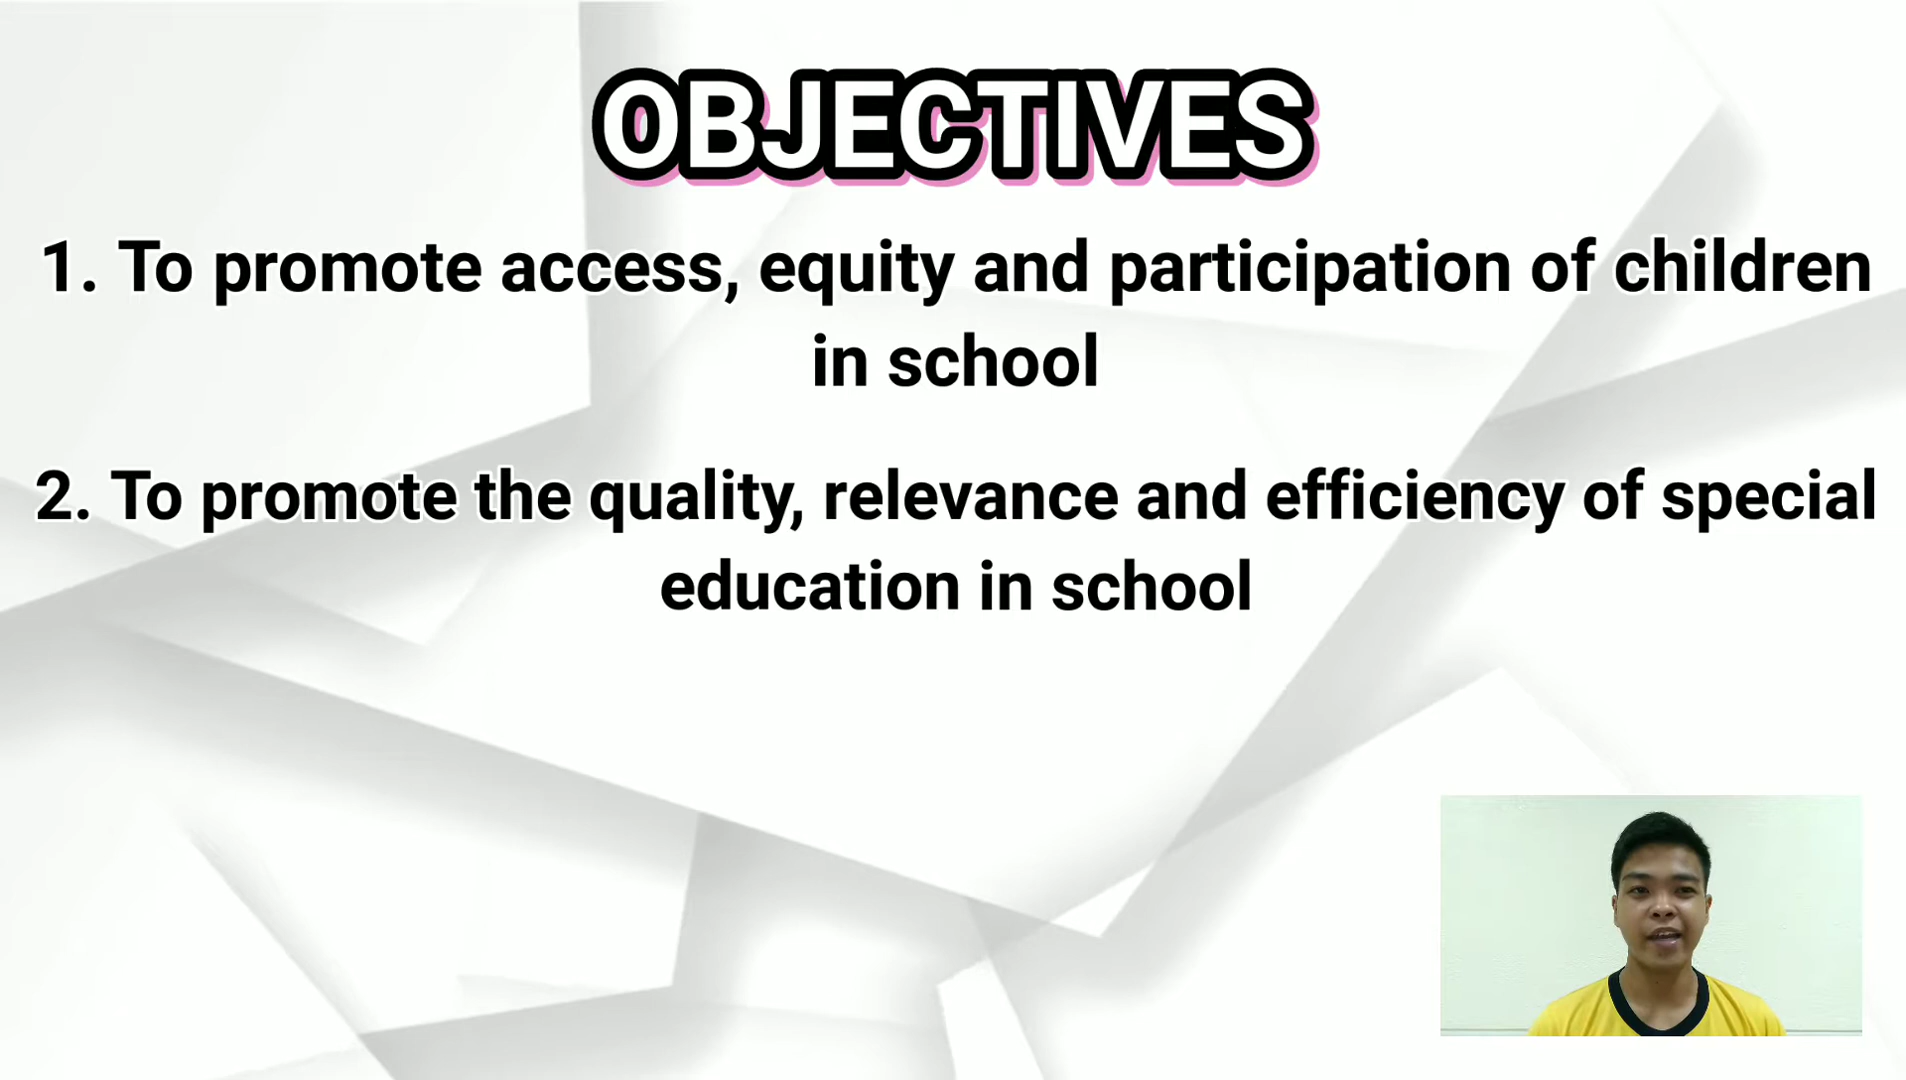 OBJECTIVES
1. To promote access, equity and participation of children
in school
2. To promote the quality, relevance and efficiency of special
education in school